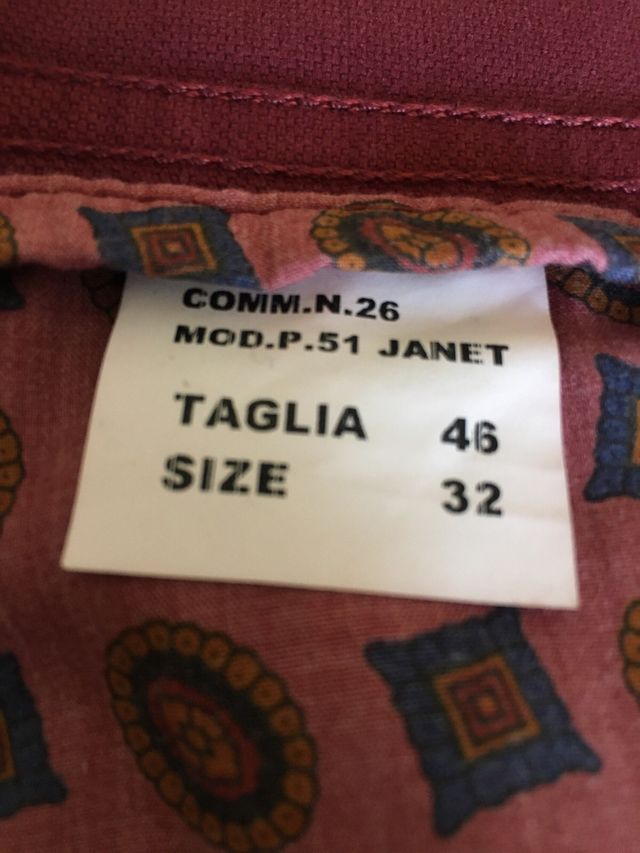 COMM.N.26
MOD.P.51 JANET
TAGLIA 46
SIZE 32